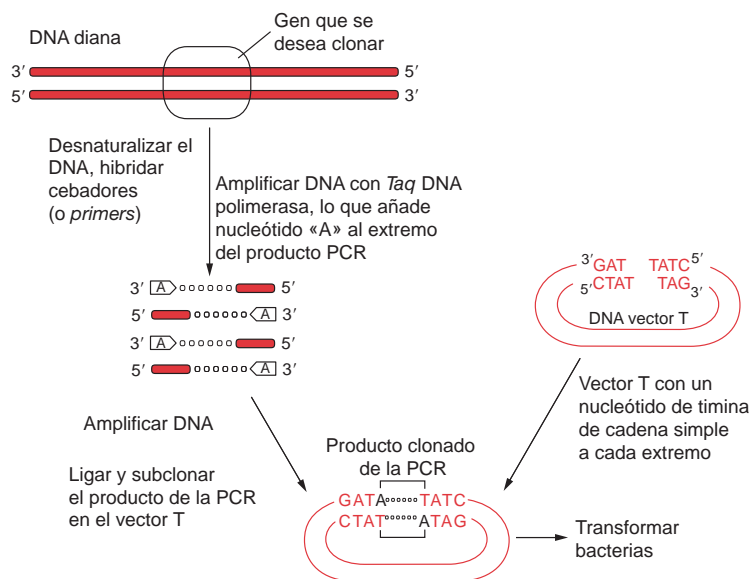 DNA diana
Gen que se
desea clonar
3′ 5′
5′ 3′
Desnaturalizar el
DNA, hibridar
cebadores
(o primers)
Amplificar DNA con Taq DNA
polimerasa, lo que añade
nucleótido «A» al extremo
del producto PCR
3′ A 5′
5′ A 3′
3′ A 5′
5′ A 3′
3′ GAT TATC 5′
5′ CTAT TAG 3′
DNA vector T
Amplificar DNA
Ligar y subclonar
el producto de la PCR
en el vector T
Vector T con un
nucleótido de timina
de cadena simple
a cada extremo
Producto clonado
de la PCR
GATA TATC
CTAT ATAG
Transformar
bacterias